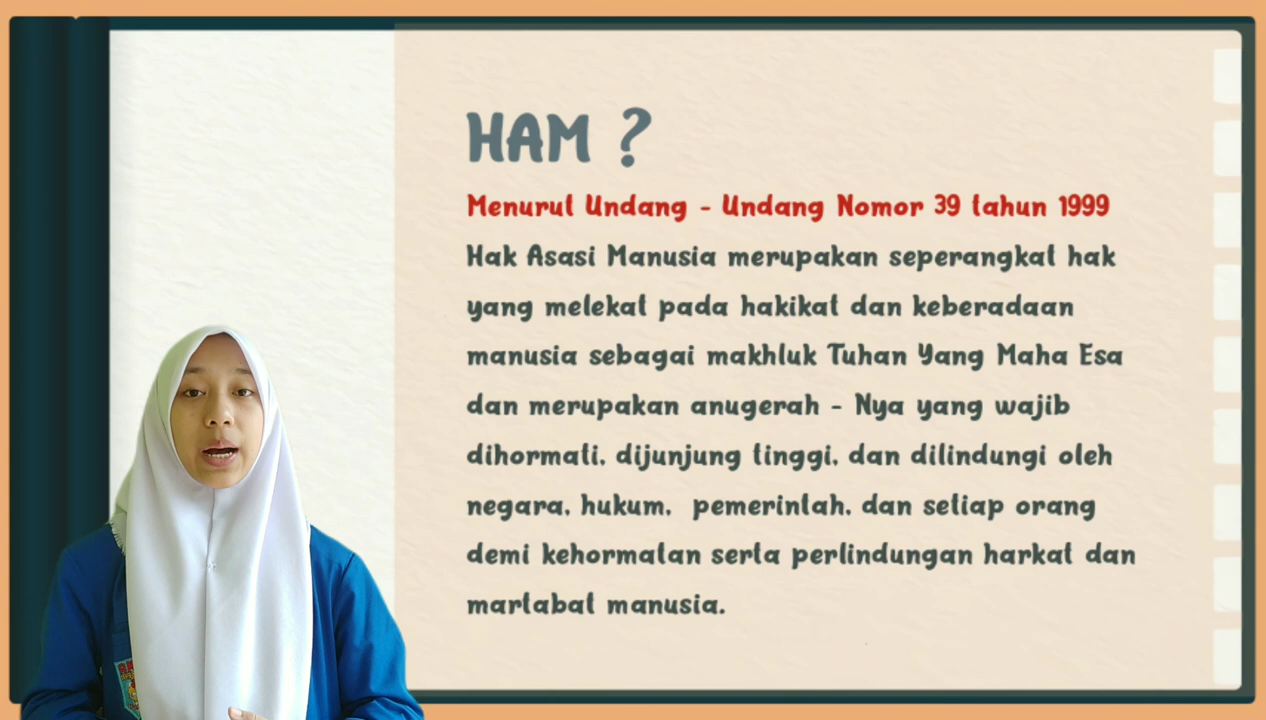 HAM ?
Menurut Undang - Undang Nomor 39 tahun 1999
Hak Asasi Manusia merupakan seperangkat hak
yang melekat pada hakikat dan keberadaan
manusia sebagai makhluk Tuhan Yang Maha Esa
dan merupakan anugerah - Nya yang wajib
dihormati, dijunjung tinggi, dan dilindungi oleh
negara, hukum, pemerintah, dan setiap orang
demi kehormatan serta perlindungan harkat dan
martabat manusia.